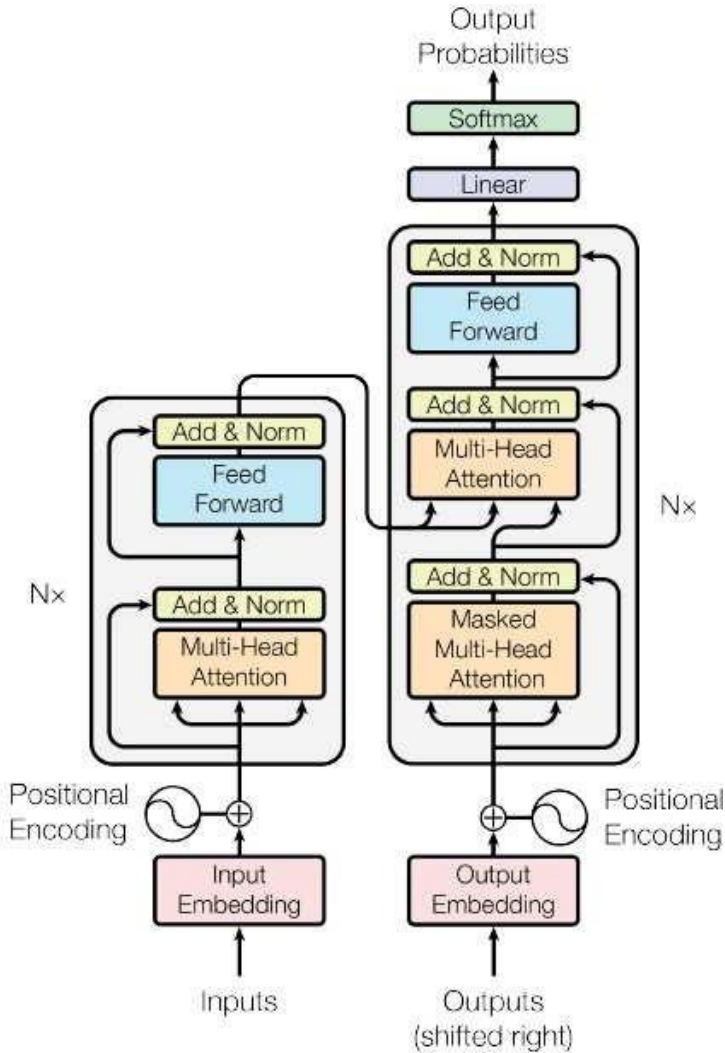 Output
Probabilities
Softmax
Linear
Add & Norm
Feed
Forward
Add & Norm
Multi-Head
Attention
Nx
Add & Norm
Masked
Multi-Head
Attention
Add & Norm
Feed
Forward
Nx
Add & Norm
Multi-Head
Attention
Positional
Encoding
Positional
Encoding
Input
Embedding
Output
Embedding
Inputs
Outputs
(shifted right)